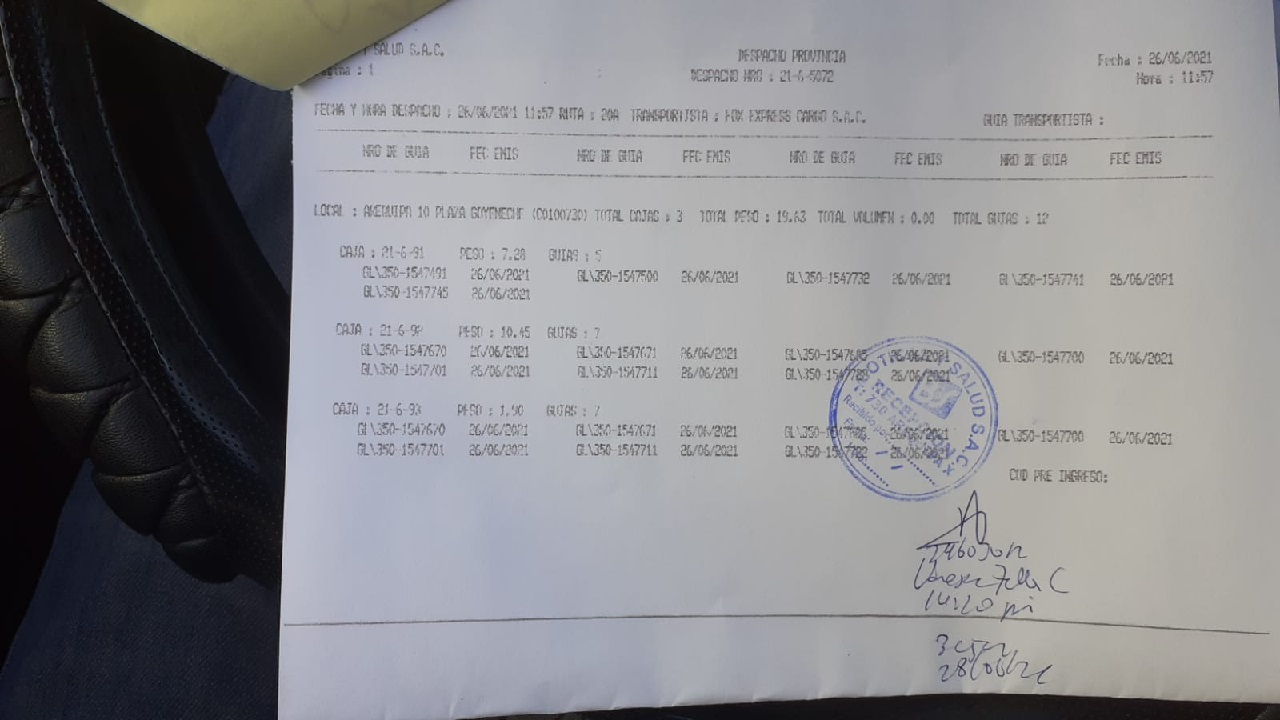 SALUD S.A.C. DESPACHO PROVINCIA Fecha : 26/06/2021
: 1 DESPACHO NRO : 21-6-5072 Hora : 11:57
FECHA Y HORA DESPACHO : 26/06/2021 11:57 RUTA : 20A TRANSPORTISTA : FOX EXPRESS CARGO S.A.C. GUIA TRANSPORTISTA :
NRO DE GUIA FEC EMIS NRO DE GUIA FEC EMIS NRO DE GUIA FEC EMIS NRO DE GUIA FEC EMIS
LOCAL : AREQUIPA 10 PLAZA GOYENECHE TOTAL CAJAS : 3 TOTAL PESO : 19.63 TOTAL VOLUMEN : 0.00 TOTAL GUIAS : 12
CAJA : 21-6-91 PESO : 7.28 GUIAS : 5
GL\350-1547491 26/06/2021 GL\350-1547500 26/06/2021 GL\350-1547732 26/06/2021 26/06/2021
GL\350-1547745 26/06/2021
CAJA : 21-6-92 PESO : 10.45 GUIAS : 7
GL\350-1547670 26/06/2021 GL\350-1547671 26/06/2021 26/06/2021 GL\350-1547700 26/06/2021
GL\350-1547701 26/06/2021 GL\350-1547711 26/06/2021 26/06/2021
CAJA : 21-6-93 PESO : 1.90 GUIAS : 7
GL\350-1547670 26/06/2021 GL\350-1547671 26/06/2021 26/06/2021 GL\350-1547700 26/06/2021
GL\350-1547701 26/06/2021 GL\350-1547711 26/06/2021 26/06/2021
SALUD S.A.C.
COD PRE INGRESO:
28/06/21